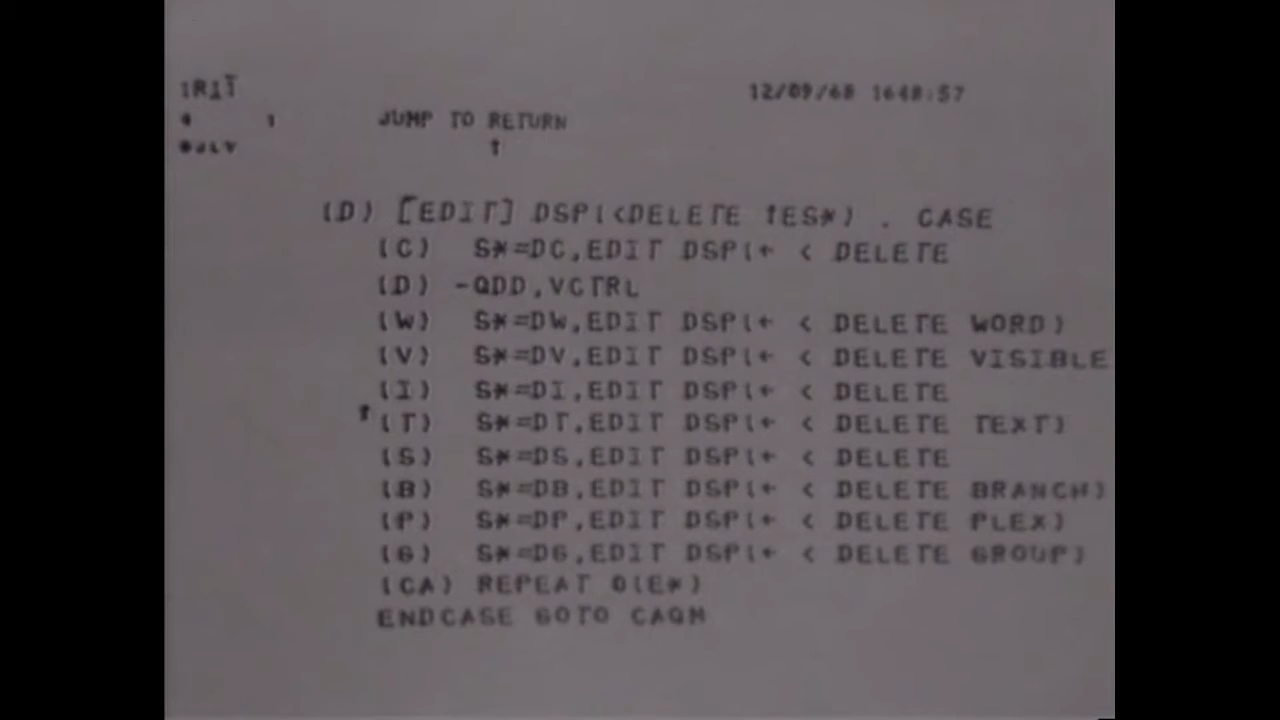 12/09/68 1648:57
JUMP TO RETURN
↑
(D) [EDIT] DSP(<DELETE ↑ES*) . CASE
(C) S*=DC,EDIT DSP(← < DELETE
(D) -QDD,VCTRL
(W) S*=DW,EDIT DSP(← < DELETE WORD)
(V) S*=DV,EDIT DSP(← < DELETE VISIBLE
(I) S*=DI,EDIT DSP(← < DELETE
(T) S*=DT,EDIT DSP(← < DELETE TEXT)
(S) S*=DS,EDIT DSP(← < DELETE
(B) S*=DB,EDIT DSP(← < DELETE BRANCH)
(P) S*=DP,EDIT DSP(← < DELETE PLEX)
(G) S*=DG,EDIT DSP(← < DELETE GROUP)
(CA) REPEAT 0(E*)
ENDCASE GOTO CAQM